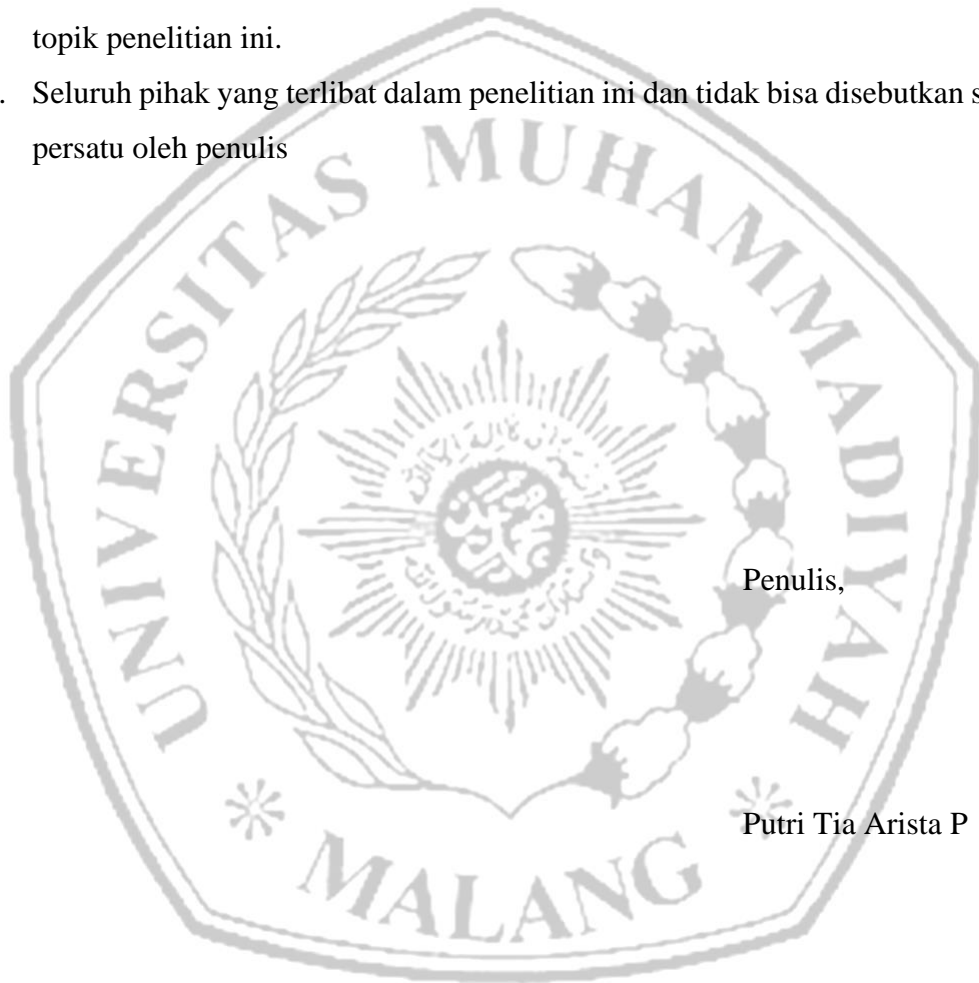 topik penelitian ini.
. Seluruh pihak yang terlibat dalam penelitian ini dan tidak bisa disebutkan
persatu oleh penulis
UNIVERSITAS MUHAMMADIYAH
Penulis,
Putri Tia Arista P
* MALANG *